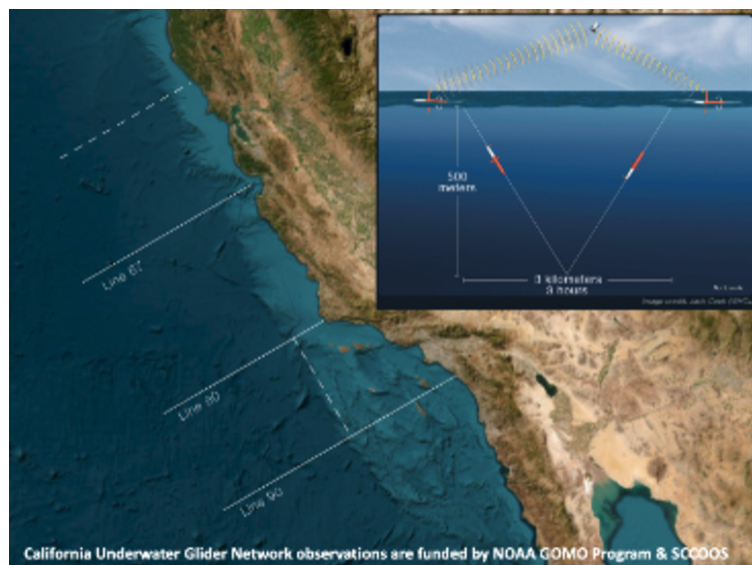 500
meters
3 kilometers
3 hours
Line 67
Line 80
Line 90
California Underwater Glider Network observations are funded by NOAA GOMO Program & SCCOOS